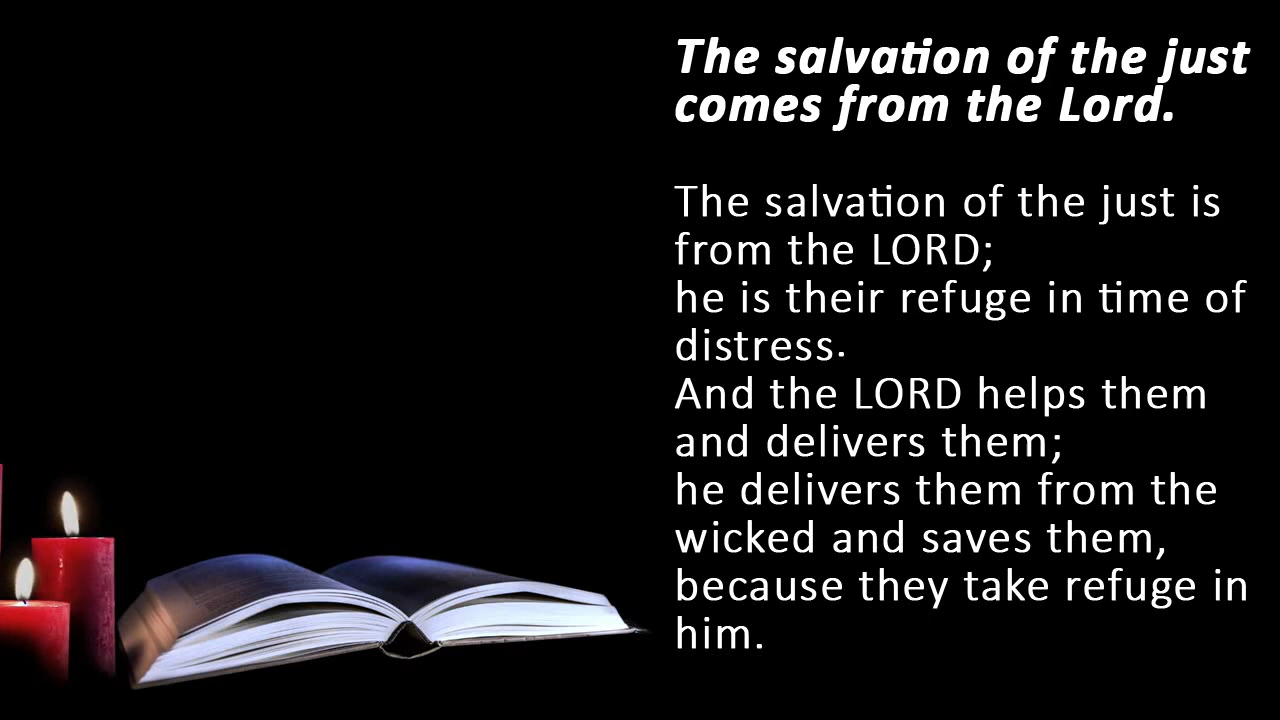 The salvation of the just
comes from the Lord.
The salvation of the just is
from the LORD;
he is their refuge in time of
distress.
And the LORD helps them
and delivers them;
he delivers them from the
wicked and saves them,
because they take refuge in
him.